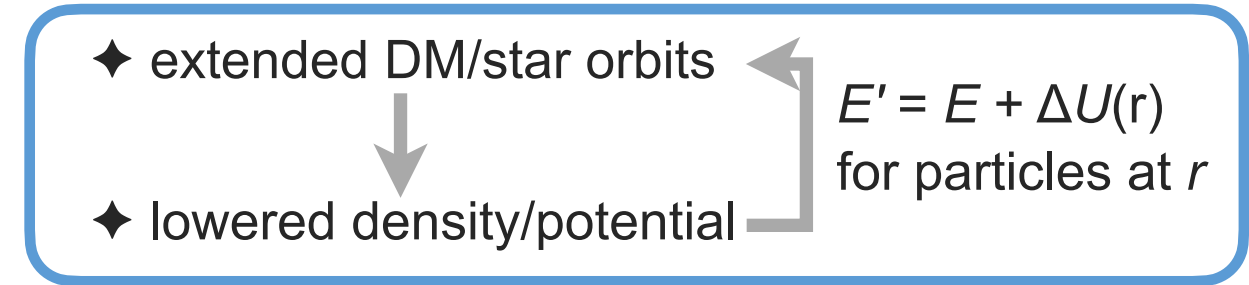 ✦ extended DM/star orbits
E' = E + ΔU(r)
for particles at r
✦ lowered density/potential